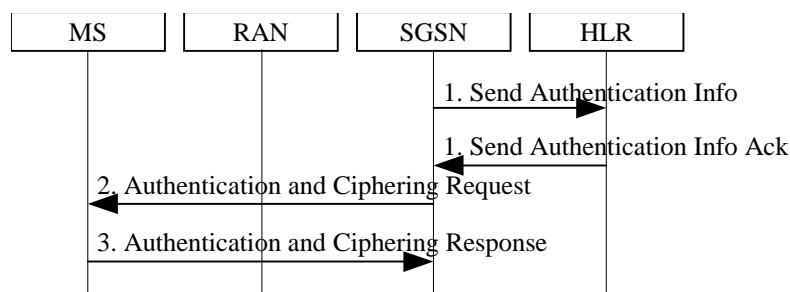 MS RAN SGSN HLR
1. Send Authentication Info
1. Send Authentication Info Ack
2. Authentication and Ciphering Request
3. Authentication and Ciphering Response